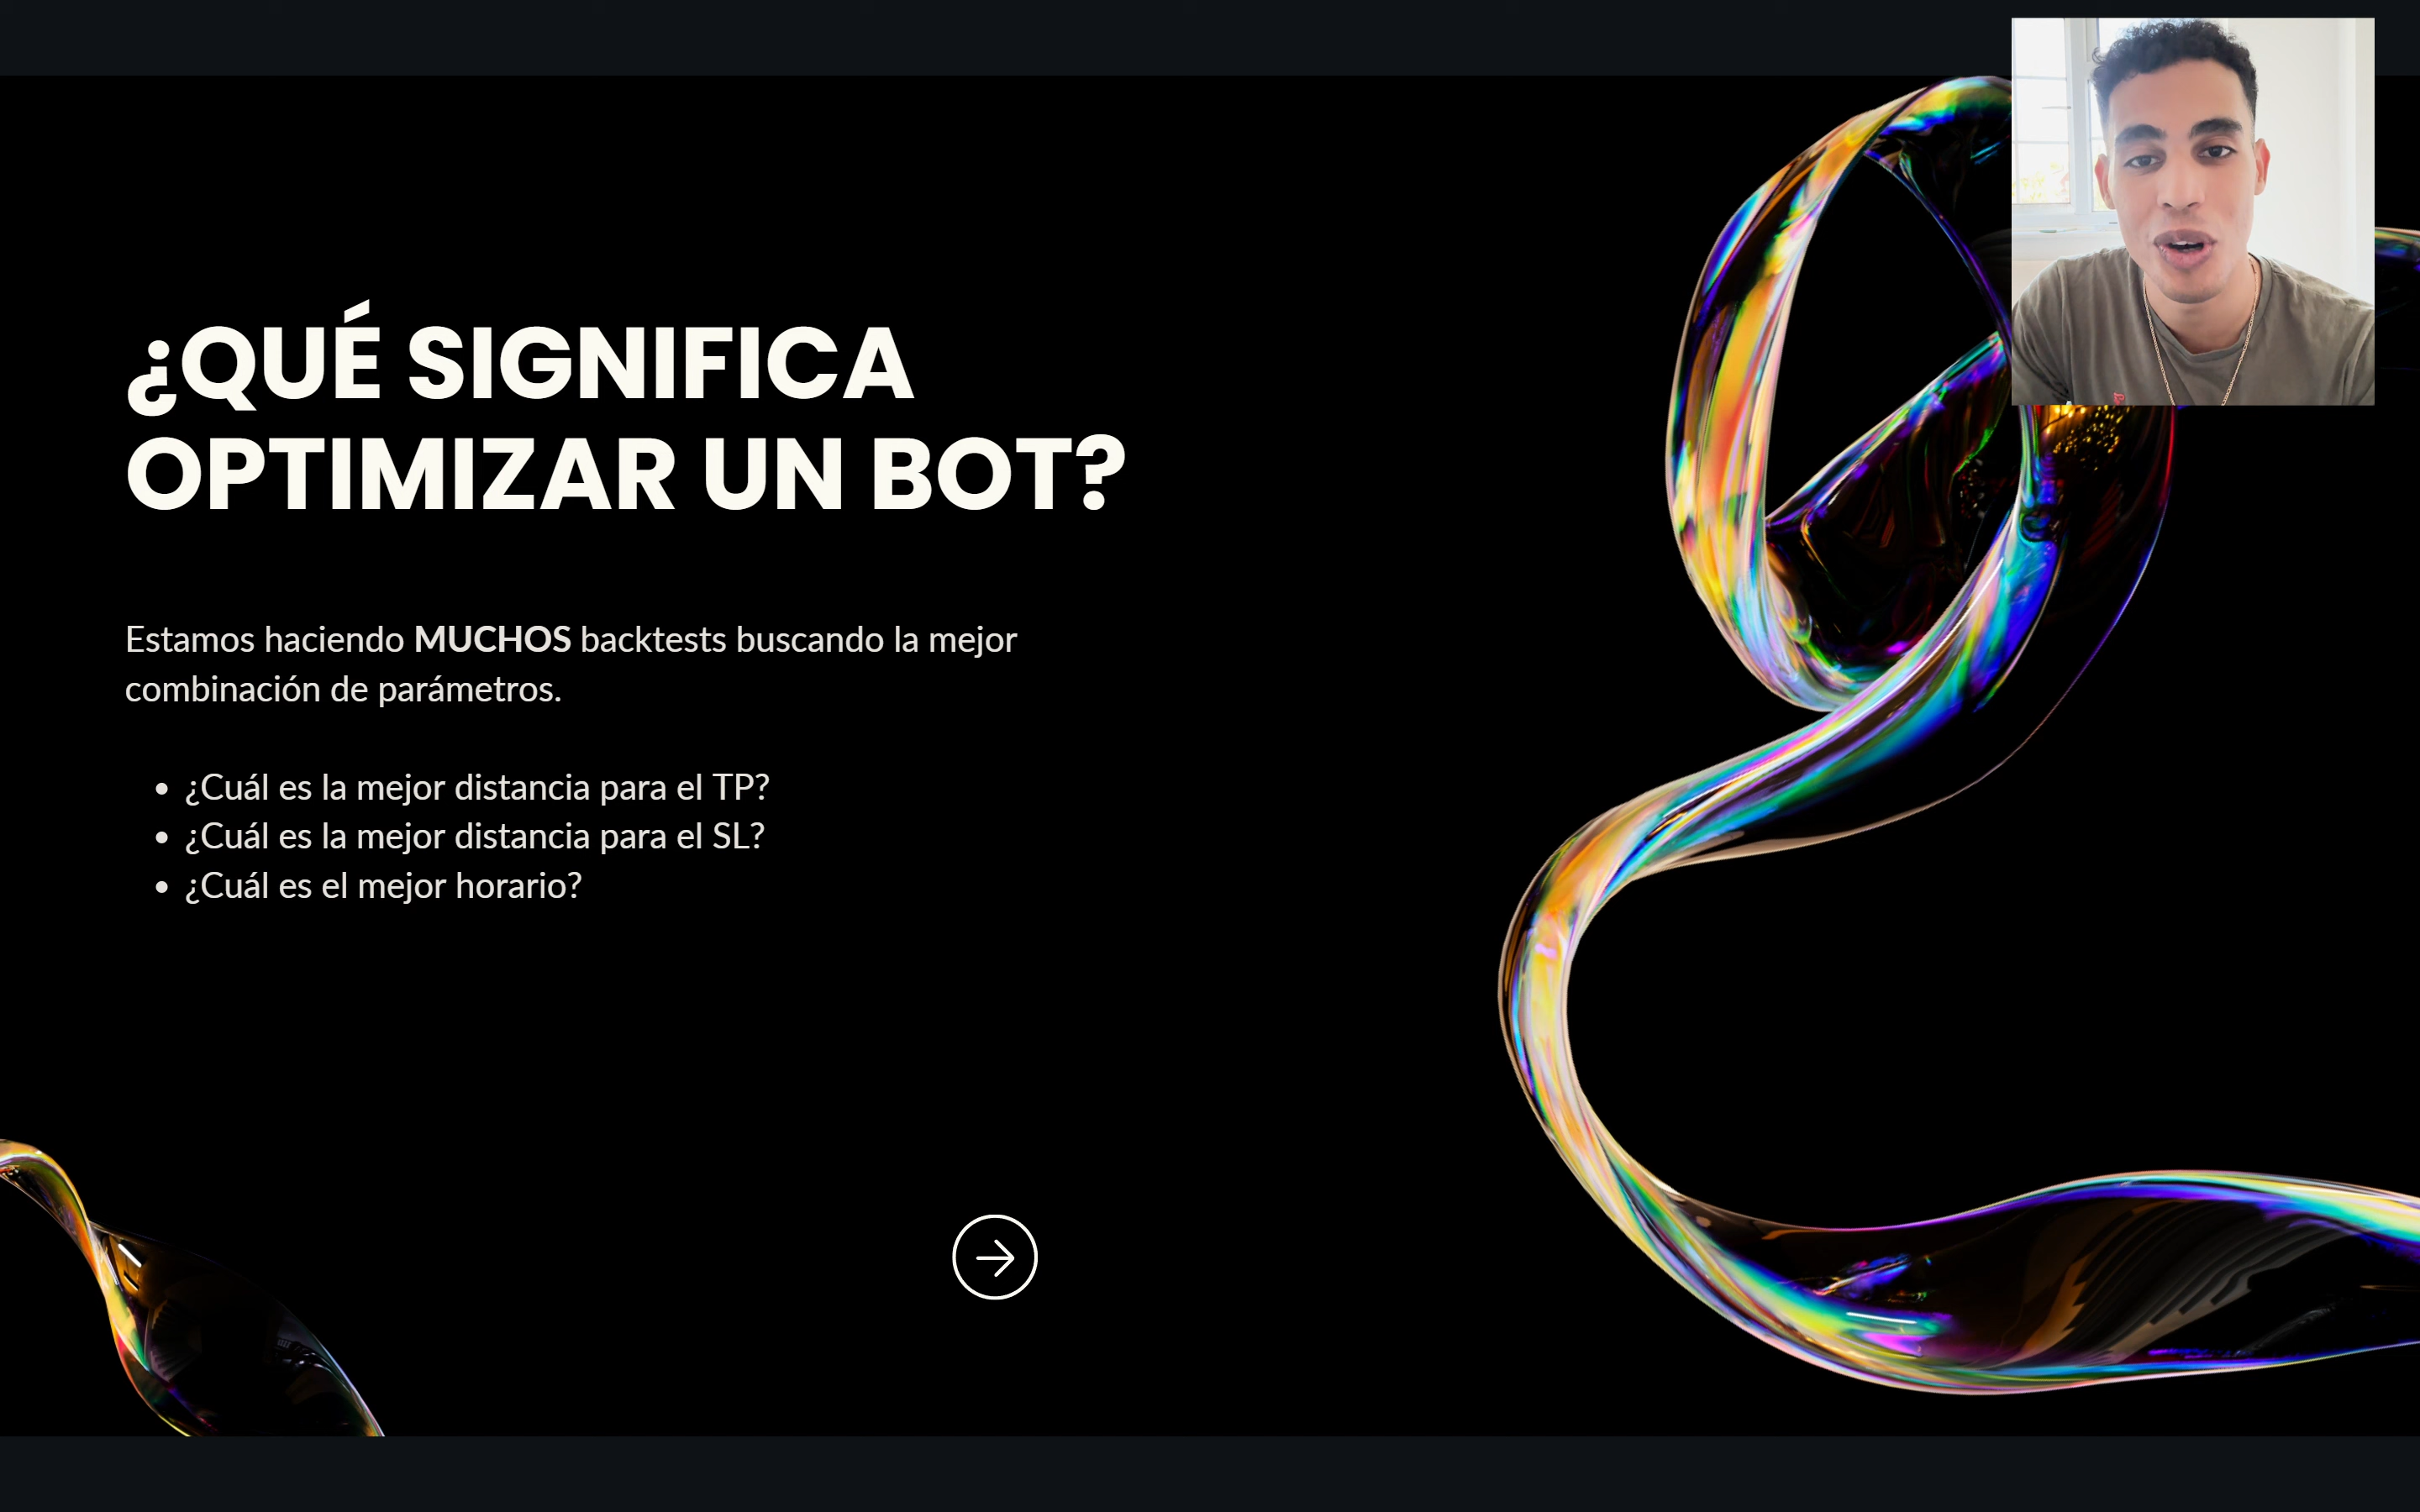 ¿QUÉ SIGNIFICA
OPTIMIZAR UN BOT?
Estamos haciendo MUCHOS backtests buscando la mejor
combinación de parámetros.
• ¿Cuál es la mejor distancia para el TP?
• ¿Cuál es la mejor distancia para el SL?
• ¿Cuál es el mejor horario?